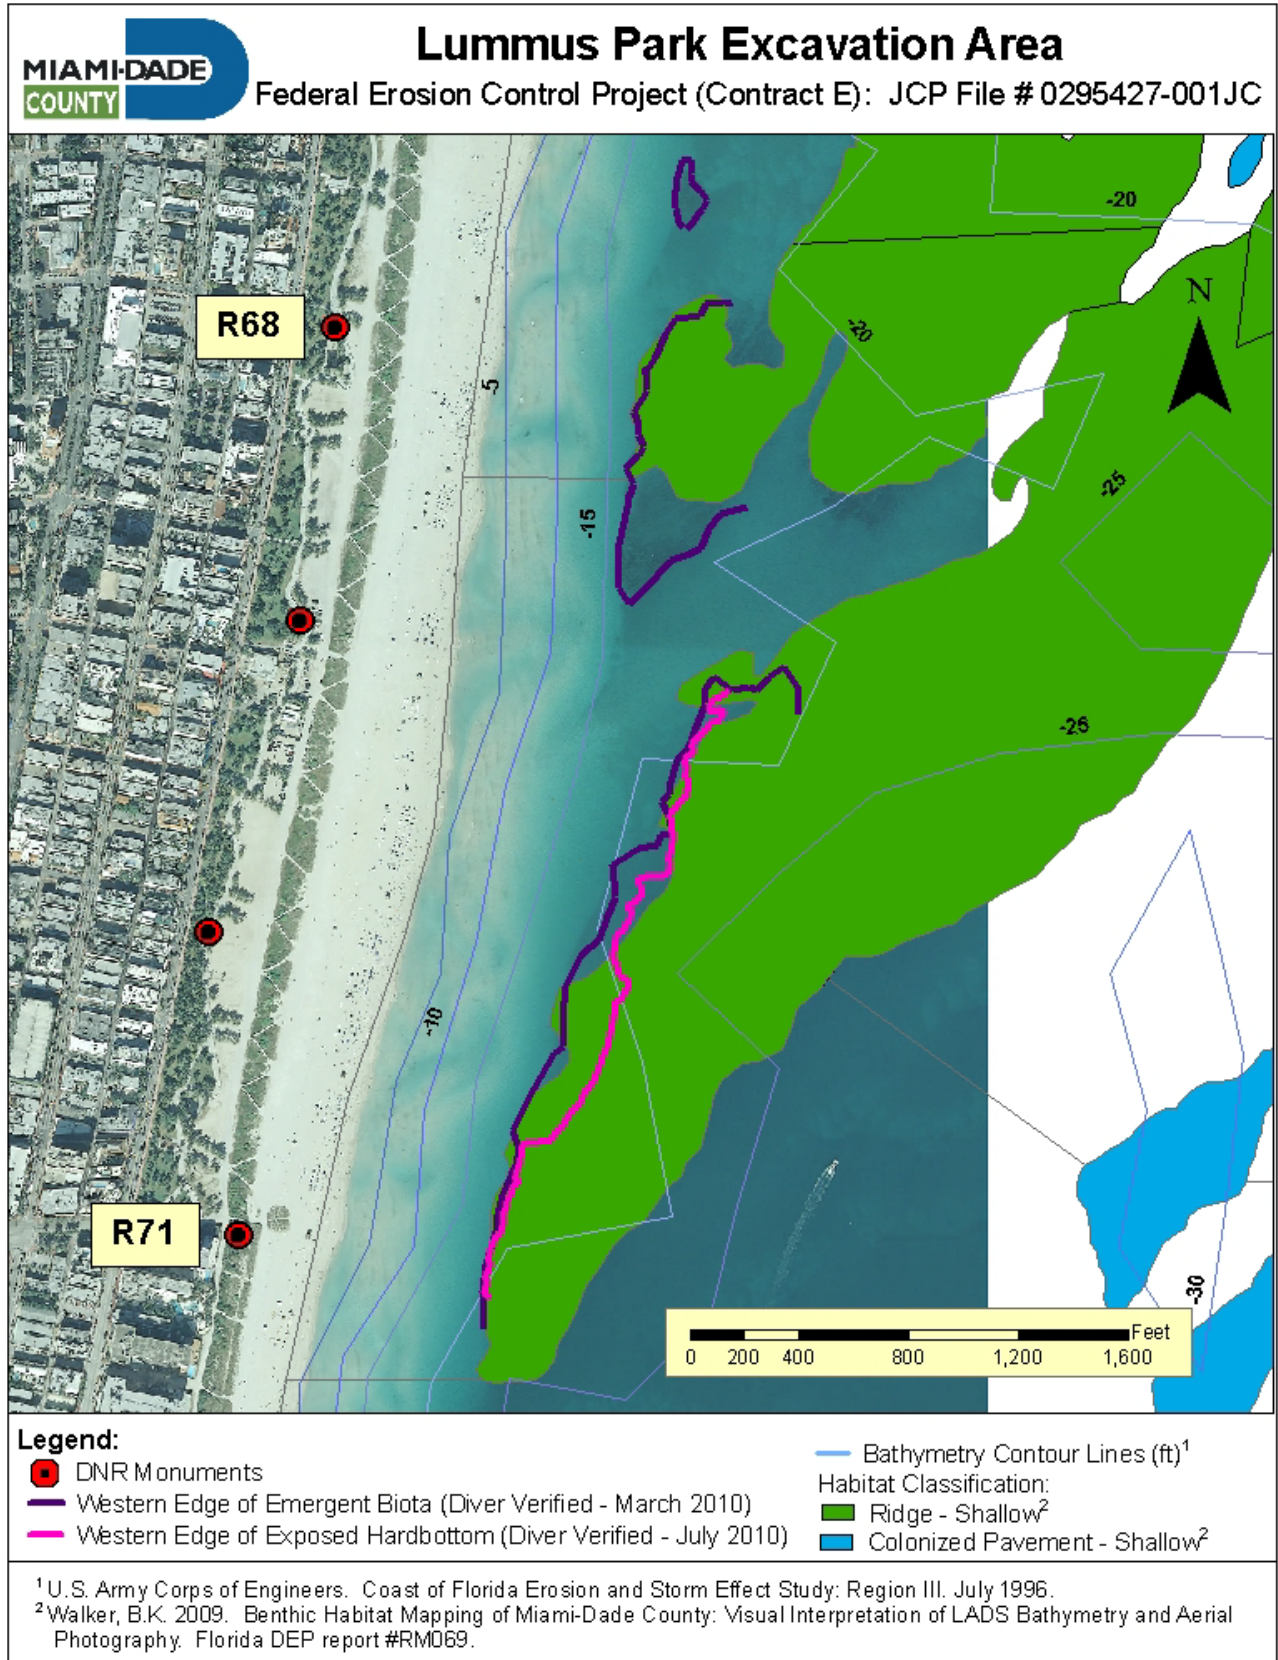 MIAMI-DADE
COUNTY
Lummus Park Excavation Area
Federal Erosion Control Project (Contract E): JCP File # 0295427-001JC
-20
N
R68
-20
-5
-25
-15
-25
-10
R71
-30
Feet
0 200 400 800 1,200 1,600
Legend:
DNR Monuments
Western Edge of Emergent Biota (Diver Verified - March 2010)
Western Edge of Exposed Hardbottom (Diver Verified - July 2010)
Bathymetry Contour Lines (ft)1
Habitat Classification:
Ridge - Shallow2
Colonized Pavement - Shallow2
1 U.S. Army Corps of Engineers. Coast of Florida Erosion and Storm Effect Study: Region III. July 1996.
2 Walker, B.K. 2009. Benthic Habitat Mapping of Miami-Dade County: Visual Interpretation of LADS Bathymetry and Aerial
Photography. Florida DEP report #RM069.